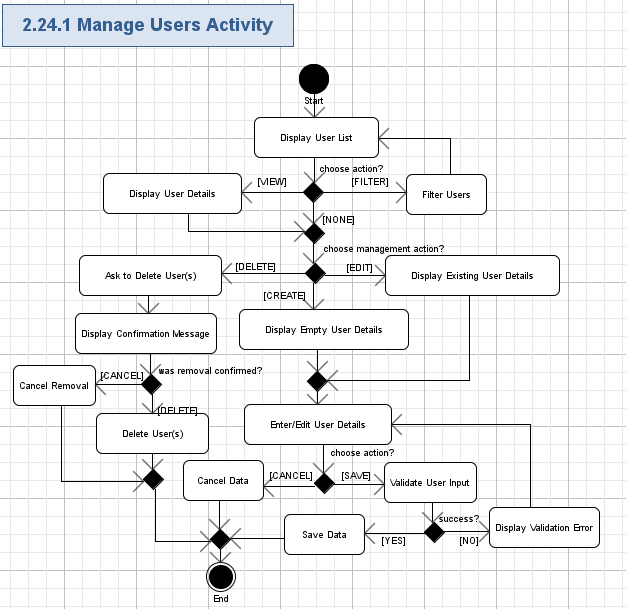 2.24.1 Manage Users Activity
Start
Display User List
choose action?
[VIEW]
[FILTER]
Display User Details
Filter Users
[NONE]
choose management action?
[DELETE]
[EDIT]
Ask to Delete User(s)
Display Existing User Details
[CREATE]
Display Empty User Details
Display Confirmation Message
was removal confirmed?
[CANCEL]
Cancel Removal
[DELETE]
Enter/Edit User Details
Delete User(s)
choose action?
[CANCEL]
[SAVE]
Cancel Data
Validate User Input
success?
Save Data
Display Validation Error
[YES]
[NO]
End